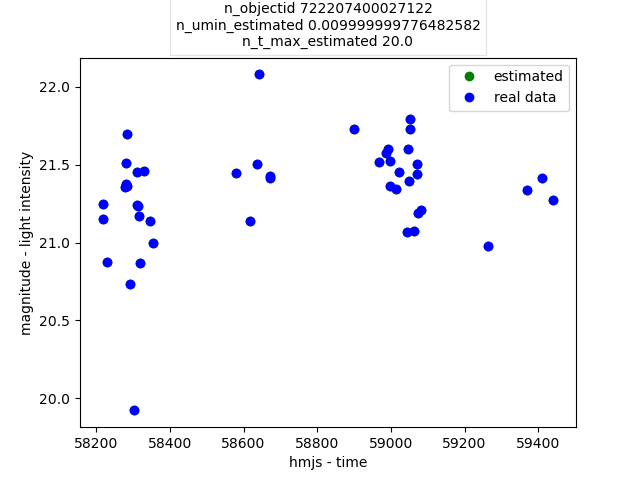 n_objectid 722207400027122
n_umin_estimated 0.009999999776482582
n_t_max_estimated 20.0
estimated
real data
22.0
21.5
21.0
20.5
20.0
magnitude - light intensity
58200 58400 58600 58800 59000 59200 59400
hmjs - time